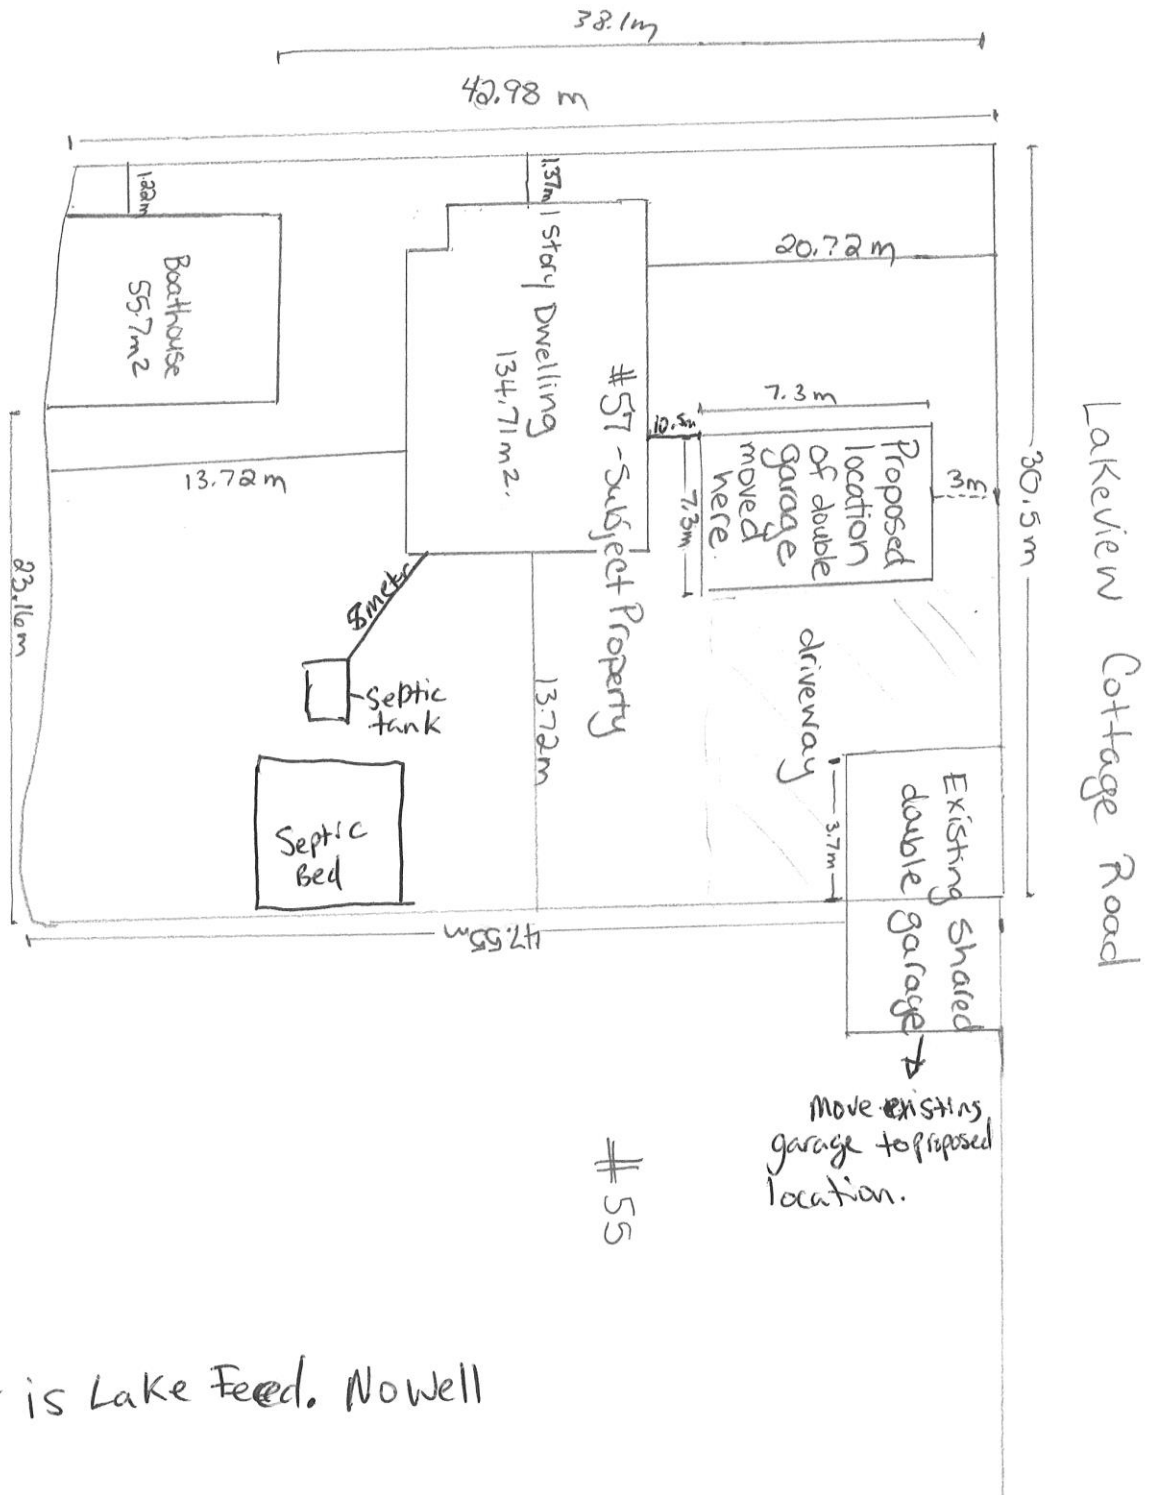 38.1m
42.98 m
1.22m
1.37m
20.72 m
Boathouse
55.7m2
1 Story Dwelling
134.71m2.
#57 - Subject Property
7.3m
10.5m
7.3m
Proposed
location
of double
garage
moved
here.
3m
30.5m
Lakeview Cottage Road
13.72m
23.16m
8 meter
septic
tank
Septic
Bed
13.72m
driveway
3.7m
Existing Shared
double garage
47.55m
Move existing
garage to proposed
location.
#55
is Lake Feed. No Well